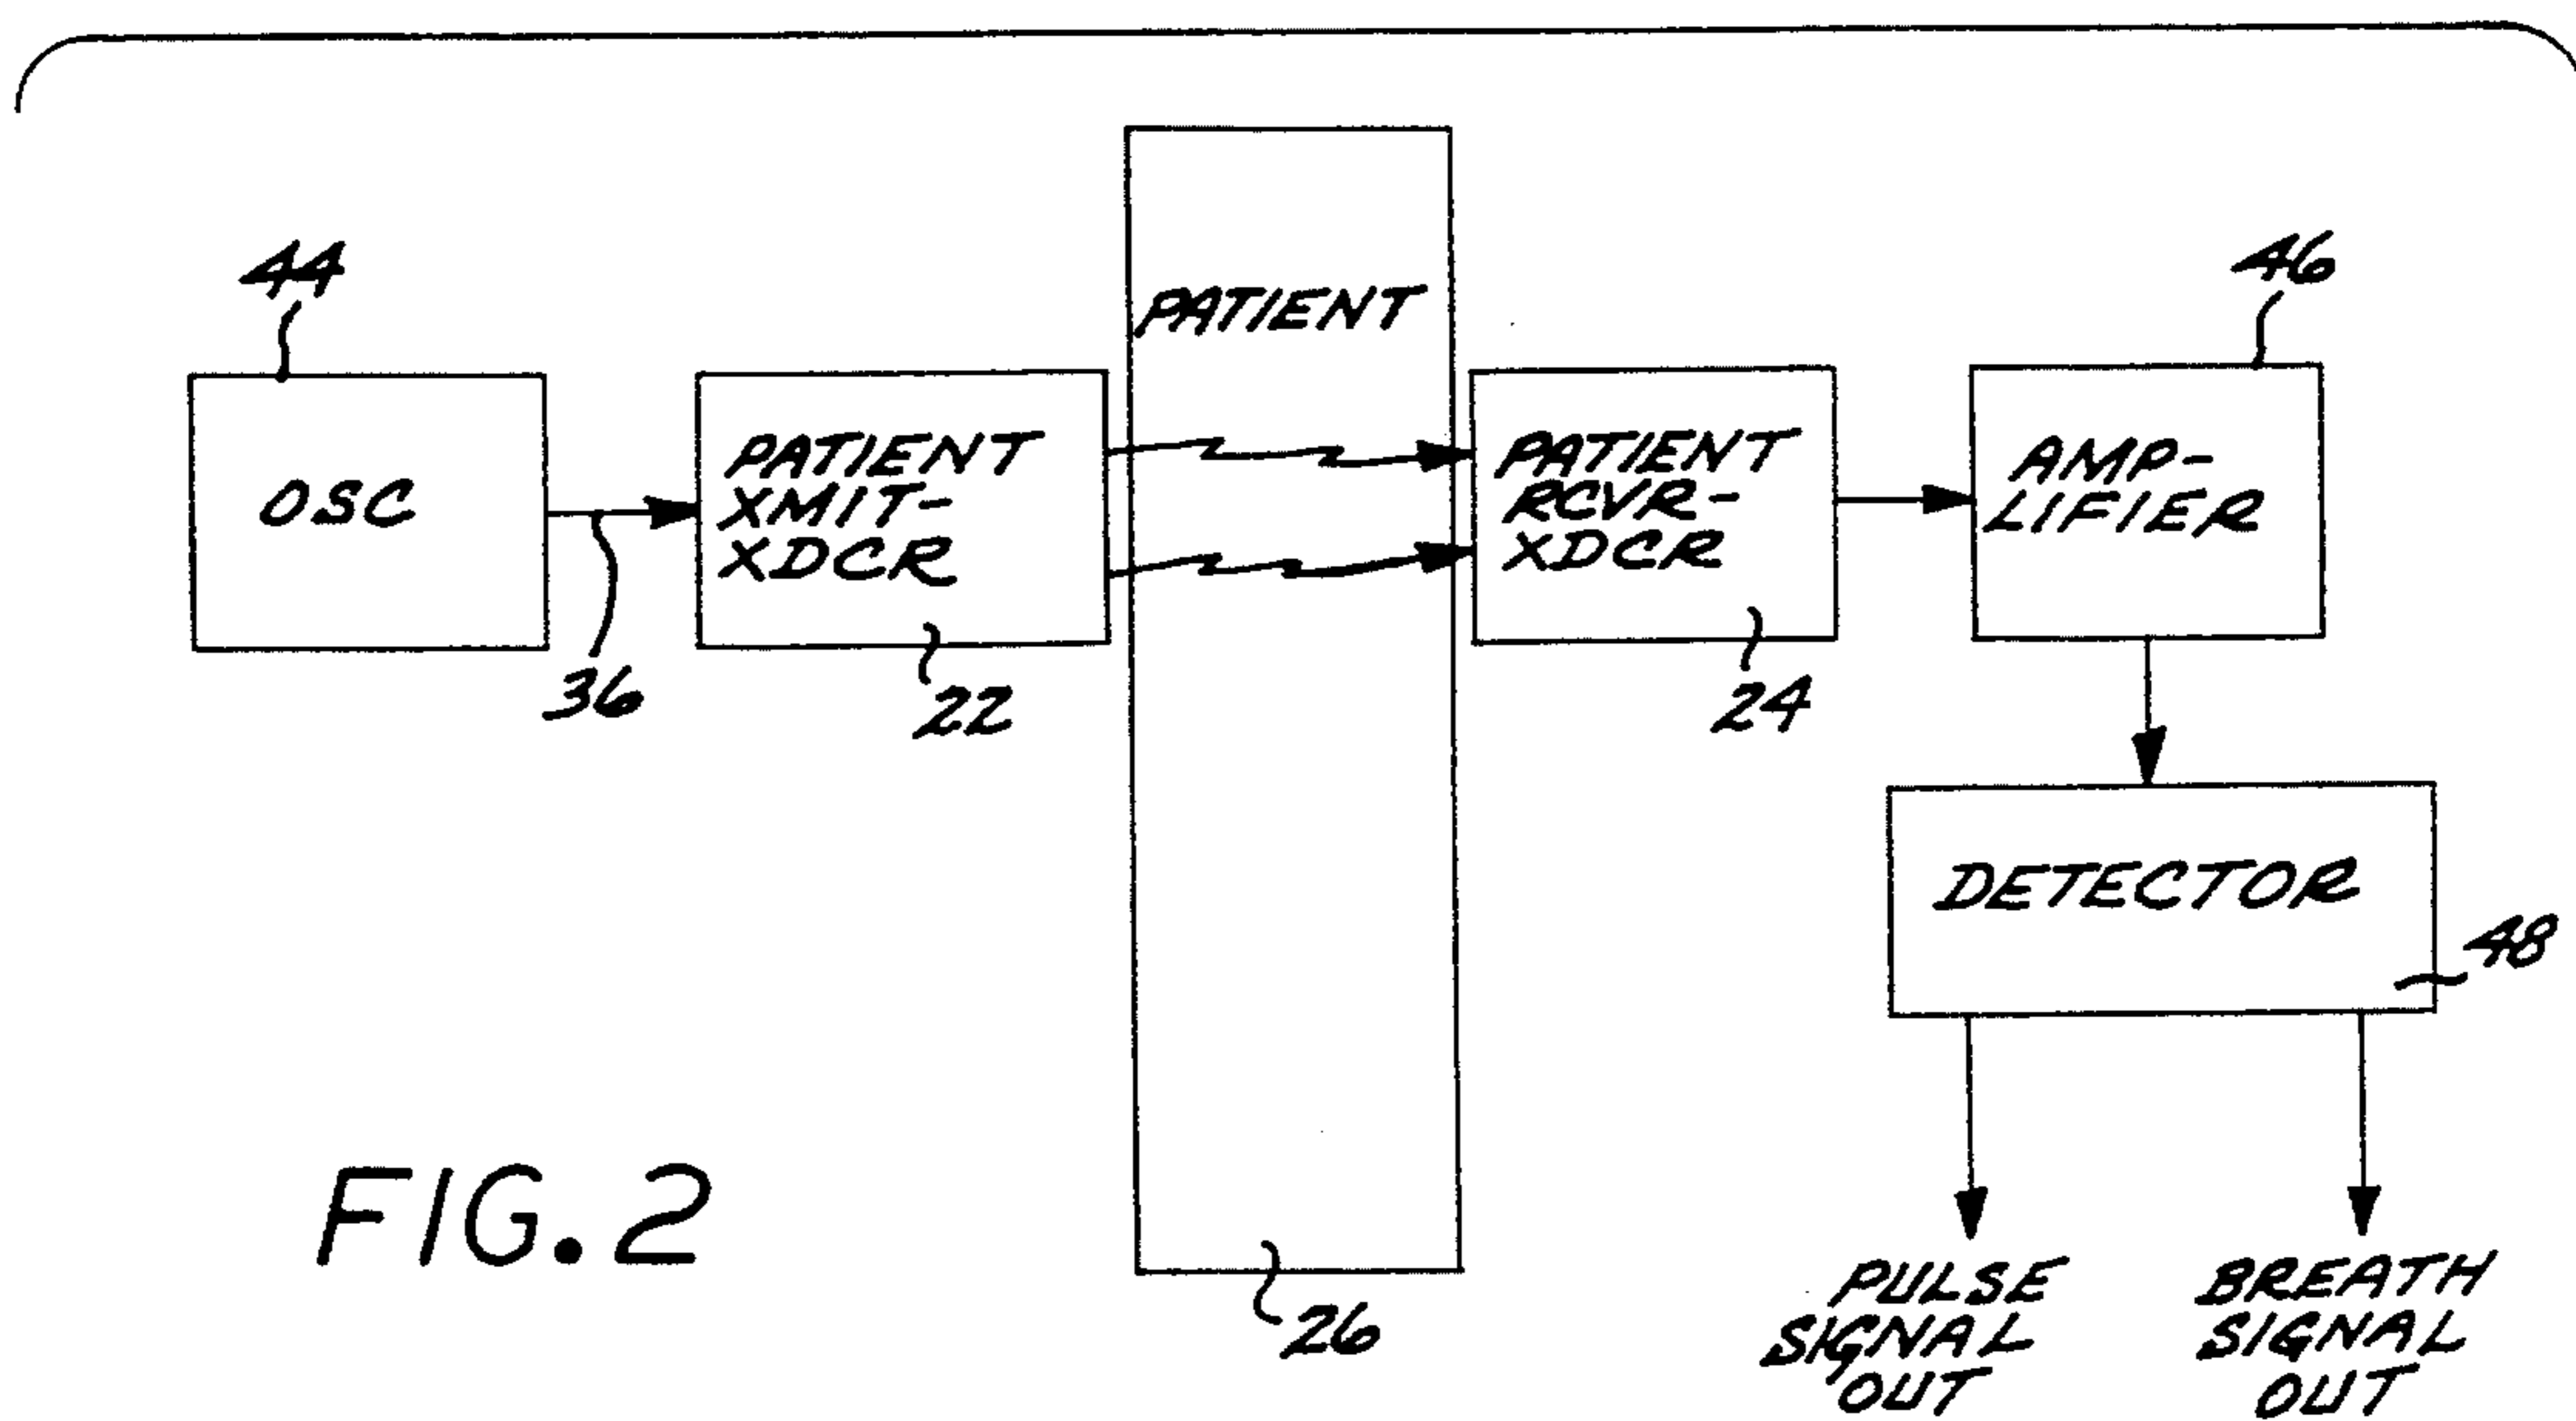 44
OSC
36
PATIENT
XMIT-
XDCR
22
PATIENT
26
PATIENT
RCVR-
XDCR
24
46
AMP-
LIFIER
DETECTOR
48
PULSE
SIGNAL
OUT
BREATH
SIGNAL
OUT
FIG. 2